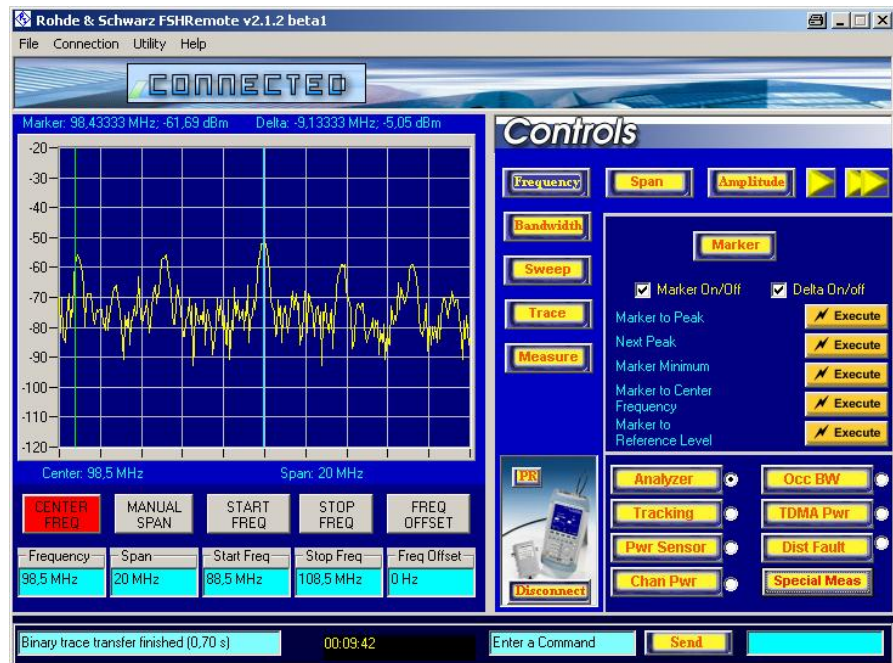 Rohde & Schwarz FSHRemote v2.1.2 beta1
File Connection Utility Help
CONNECTED
Marker: 98,43333 MHz; -61,69 dBm Delta: -9,13333 MHz; -5,05 dBm
-20
-30
-40
-50
-60
-70
-80
-90
-100
-110
-120
Center: 98,5 MHz Span: 20 MHz
CENTER FREQ
MANUAL SPAN
START FREQ
STOP FREQ
FREQ OFFSET
Frequency Span Start Freq Stop Freq Freq Offset
98,5 MHz 20 MHz 88,5 MHz 108,5 MHz 0 Hz
Controls
Frequency Span Amplitude
Bandwidth
Sweep
Trace
Measure
Marker
Marker On/Off Delta On/off
Marker to Peak Execute
Next Peak Execute
Marker Minimum Execute
Marker to Center
Frequency Execute
Marker to
Reference Level Execute
PR
Disconnect
Analyzer Occ BW
Tracking TDMA Pwr
Pwr Sensor Dist Fault
Chan Pwr Special Meas
Binary trace transfer finished (0,70 s) 00:09:42 Enter a Command Send